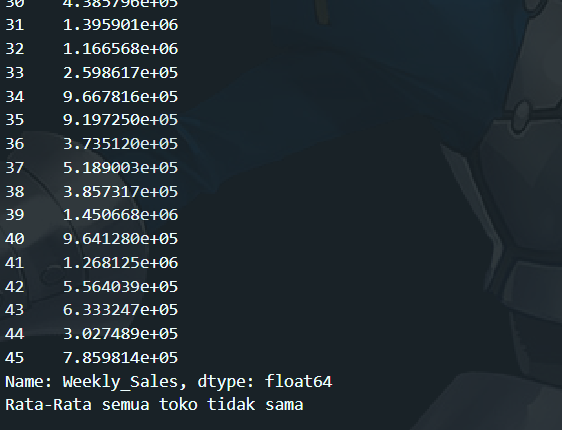 30 4.385796e+05
31 1.395901e+06
32 1.166568e+06
33 2.598617e+05
34 9.667816e+05
35 9.197250e+05
36 3.735120e+05
37 5.189003e+05
38 3.857317e+05
39 1.450668e+06
40 9.641280e+05
41 1.268125e+06
42 5.564039e+05
43 6.333247e+05
44 3.027489e+05
45 7.859814e+05
Name: Weekly_Sales, dtype: float64
Rata-Rata semua toko tidak sama